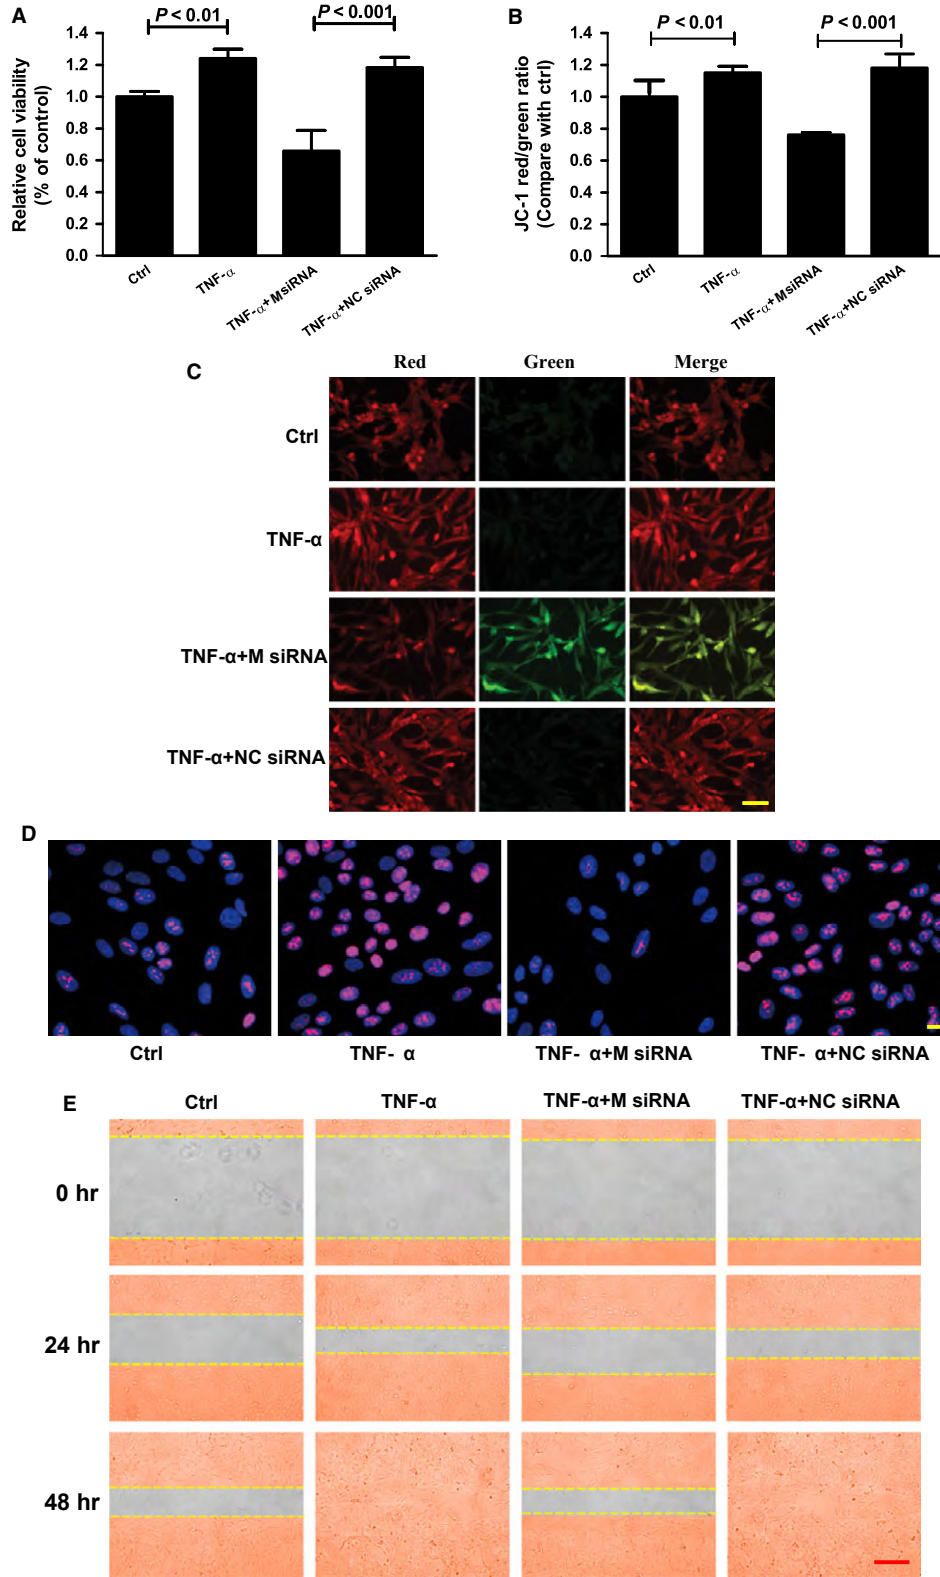 A
P < 0.01
P < 0.001
Relative cell viability
(% of control)
1.4
1.2
1.0
0.8
0.6
0.4
0.2
0.0
Ctrl
TNF-α
TNF-α+MsiRNA
TNF-α+NC siRNA
B
P < 0.01
P < 0.001
JC-1 red/green ratio
(Compare with ctrl)
1.4
1.2
1.0
0.8
0.6
0.4
0.2
0.0
Ctrl
TNF-α
TNF-α+MsiRNA
TNF-α+NC siRNA
C
Red Green Merge
Ctrl
TNF-α
TNF-α+M siRNA
TNF-α+NC siRNA
D
Ctrl TNF- α TNF- α+M siRNA TNF- α+NC siRNA
E
Ctrl TNF-α TNF-α+M siRNA TNF-α+NC siRNA
0 hr
24 hr
48 hr